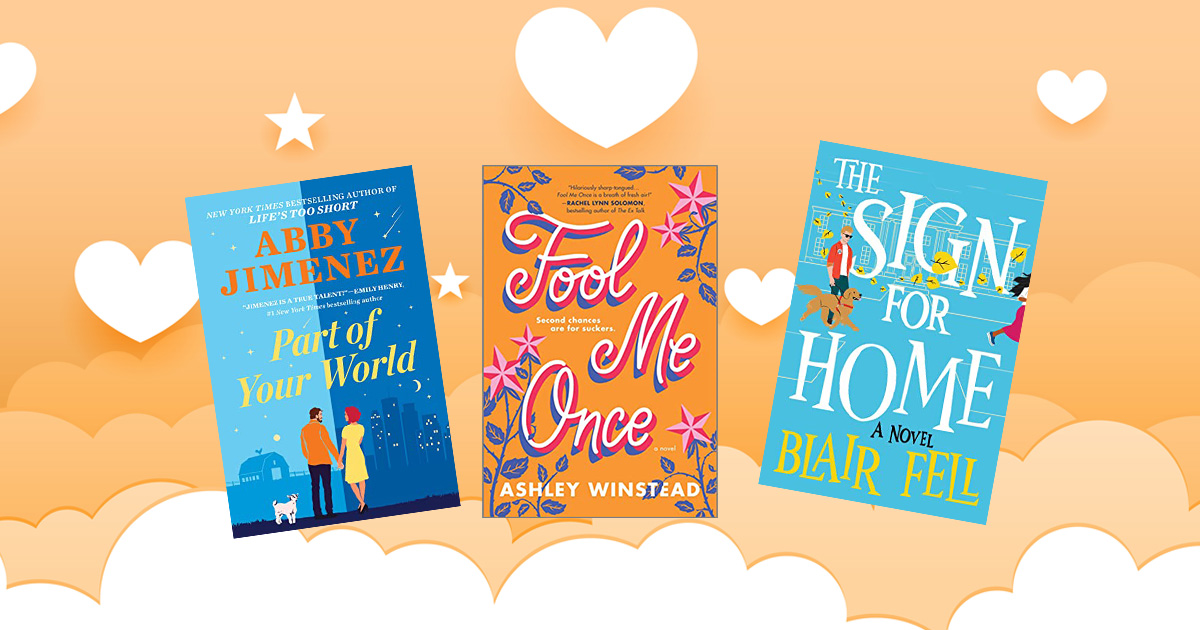 NEW YORK TIMES BESTSELLING AUTHOR OF
LIFE'S TOO SHORT
ABBY
JIMENEZ
"JIMENEZ IS A TRUE TALENT!"—EMILY HENRY,
#1 New York Times bestselling author
Part of
Your World
"Hilariously sharp-tongued...
Fool Me Once is a breath of fresh air!"
—RACHEL LYNN SOLOMON,
bestselling author of The Ex Talk
Fool
Second chances
are for suckers.
Me
Once
a novel
ASHLEY WINSTEAD
THE
SIGN
FOR
HOME
A NOVEL
BLAIR FELL